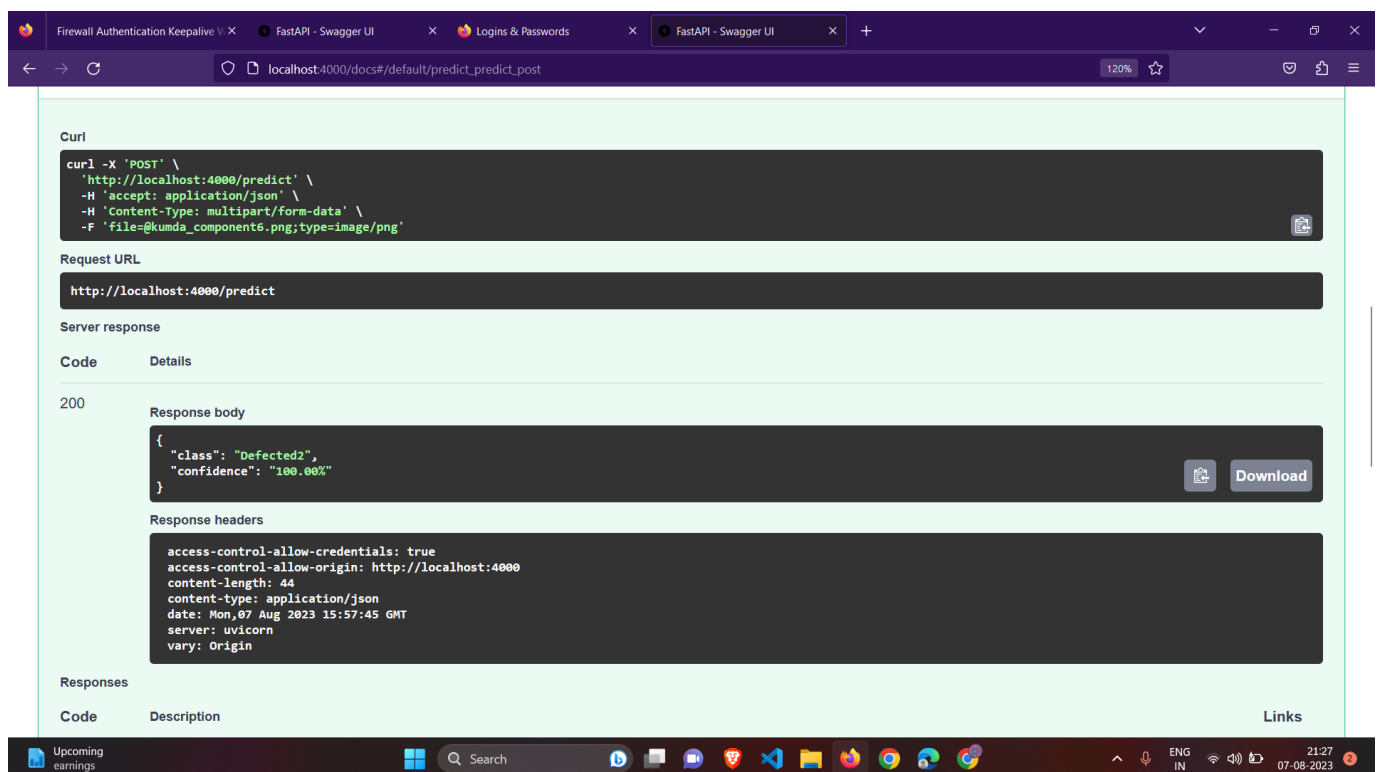 Firewall Authentication Keepalive
FastAPI - Swagger UI
Logins & Passwords
FastAPI - Swagger UI
localhost:4000/docs#/default/predict_predict_post
120%
Curl
curl -X 'POST' \
'http://localhost:4000/predict' \
-H 'accept: application/json' \
-H 'Content-Type: multipart/form-data' \
-F 'file=@kumda_component6.png;type=image/png'
Request URL
http://localhost:4000/predict
Server response
Code Details
200
Response body
{
"class": "Defected2",
"confidence": "100.00%"
}
Download
Response headers
access-control-allow-credentials: true
access-control-allow-origin: http://localhost:4000
content-length: 44
content-type: application/json
date: Mon,07 Aug 2023 15:57:45 GMT
server: uvicorn
vary: Origin
Responses
Code Description Links
Upcoming
earnings
Search
ENG
IN
21:27
07-08-2023
2